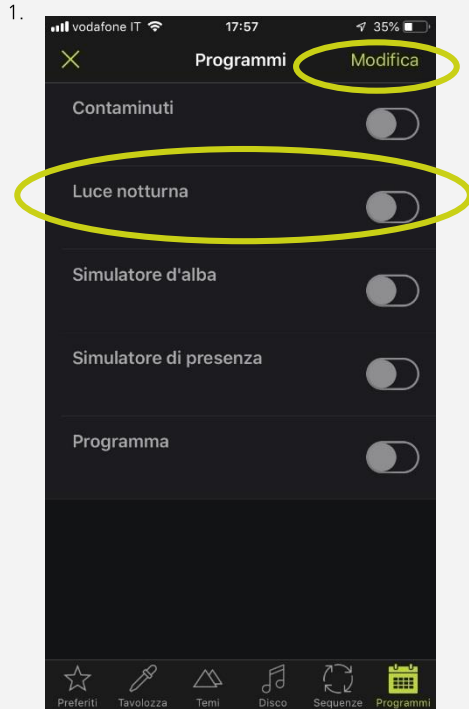 1.
vodafone IT 17:57 35%
Programmi Modifica
Contaminuti
Luce notturna
Simulatore d'alba
Simulatore di presenza
Programma
Preferiti Tavolozza Temi Disco Sequenze Programmi